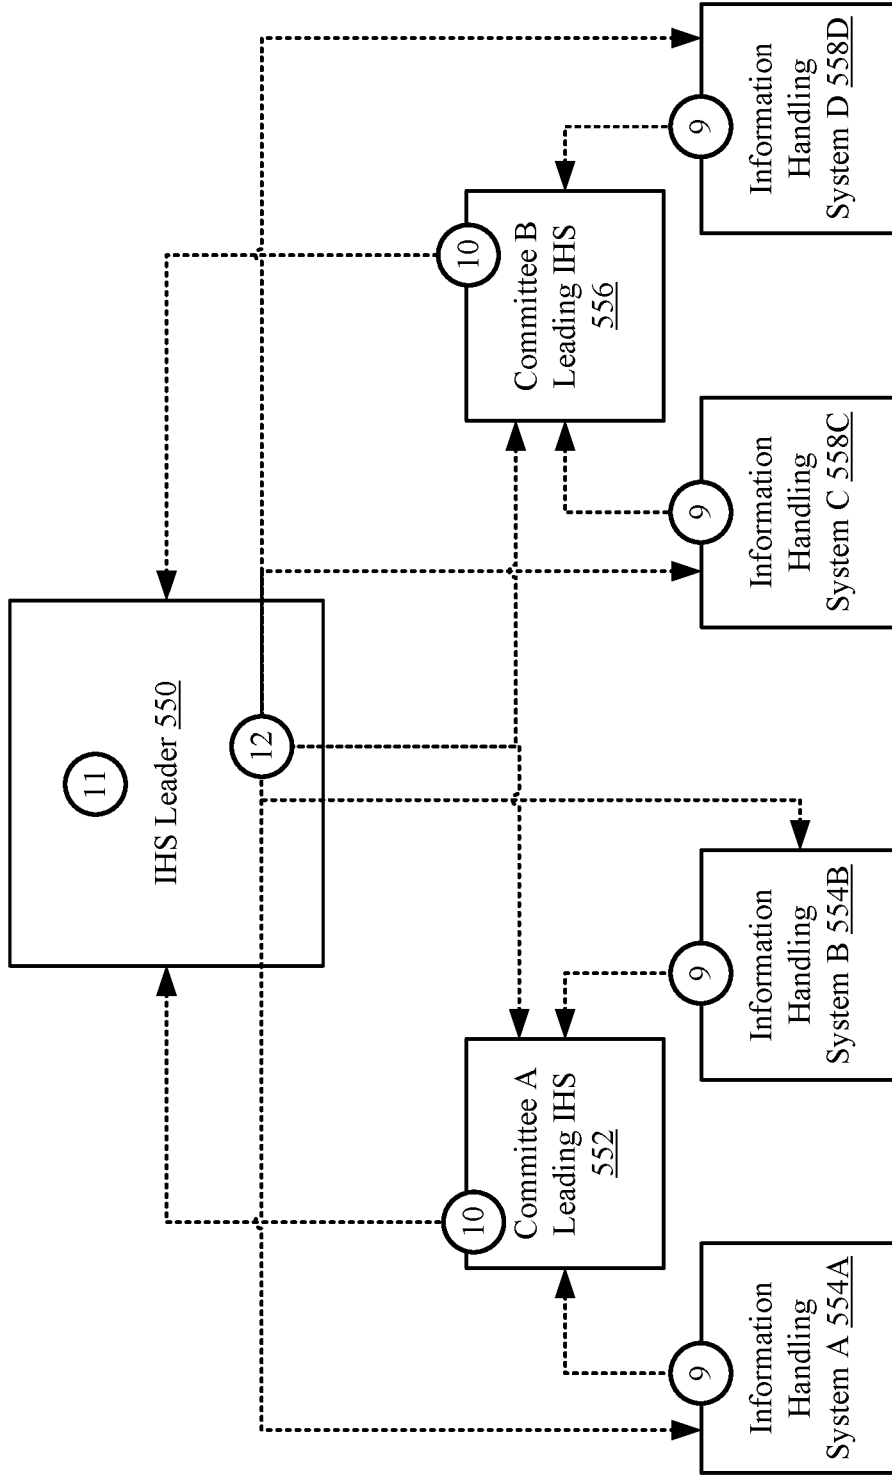 11
IHS Leader 550
12
10
Committee A
Leading IHS
552
10
Committee B
Leading IHS
556
9
Information
Handling
System A 554A
9
Information
Handling
System B 554B
9
Information
Handling
System C 558C
9
Information
Handling
System D 558D